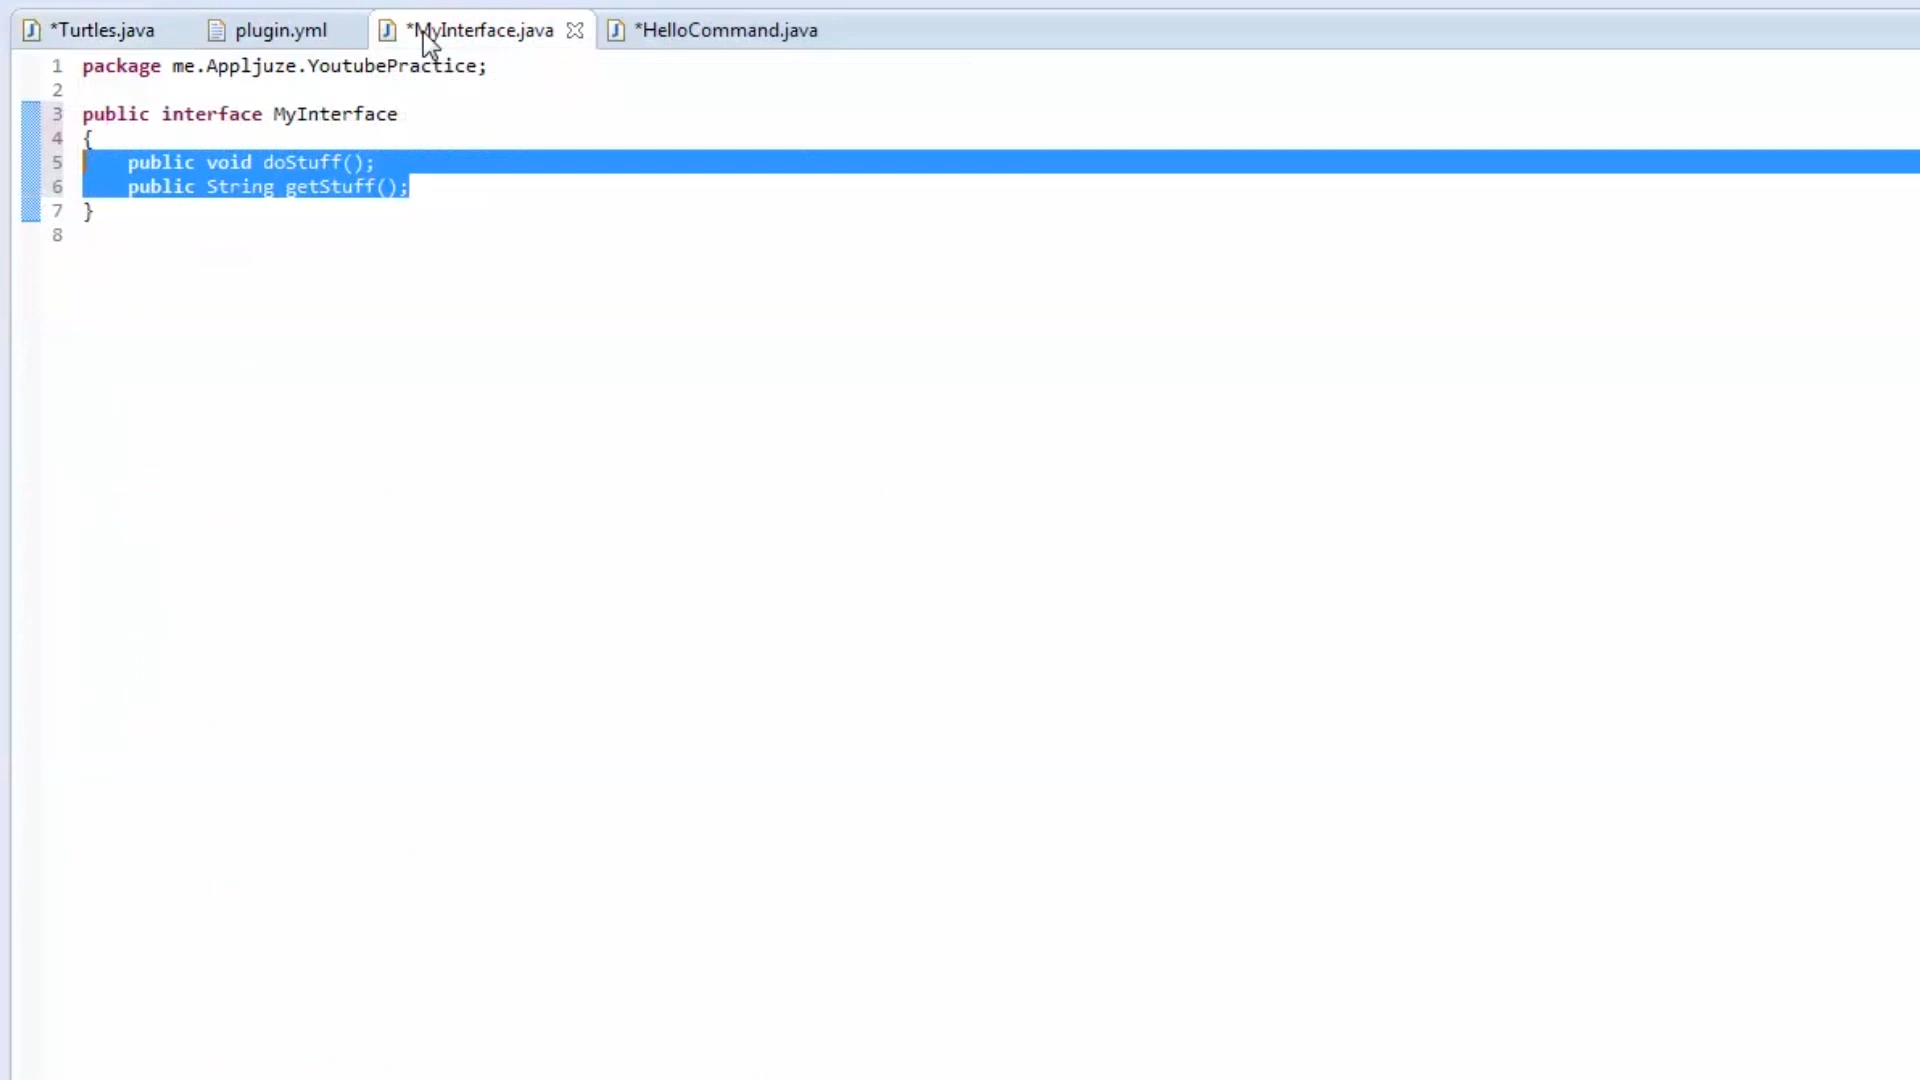 *Turtles.java plugin.yml *MyInterface.java *HelloCommand.java
1 package me.Appljuze.YoutubePractice;
2
3 public interface MyInterface
4 {
5 public void doStuff();
6 public String getStuff();
7 }
8